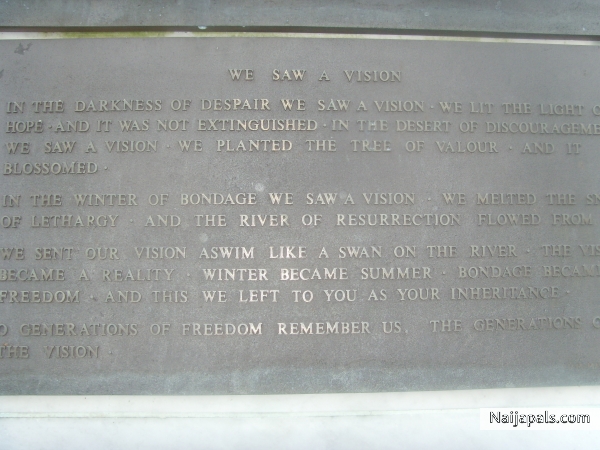 WE SAW A VISION
IN THE DARKNESS OF DESPAIR WE SAW A VISION · WE LIT THE LIGHT O
HOPE · AND IT WAS NOT EXTINGUISHED · IN THE DESERT OF DISCOURAGEME
WE SAW A VISION · WE PLANTED THE TREE OF VALOUR · AND IT
BLOSSOMED ·
IN THE WINTER OF BONDAGE WE SAW A VISION · WE MELTED THE SN
OF LETHARGY · AND THE RIVER OF RESURRECTION FLOWED FROM
WE SENT OUR VISION ASWIM LIKE A SWAN ON THE RIVER · THE VIS
BECAME A REALITY · WINTER BECAME SUMMER · BONDAGE BECAM
FREEDOM · AND THIS WE LEFT TO YOU AS YOUR INHERITANCE ·
O GENERATIONS OF FREEDOM REMEMBER US, THE GENERATIONS O
THE VISION ·
Naijapals.com